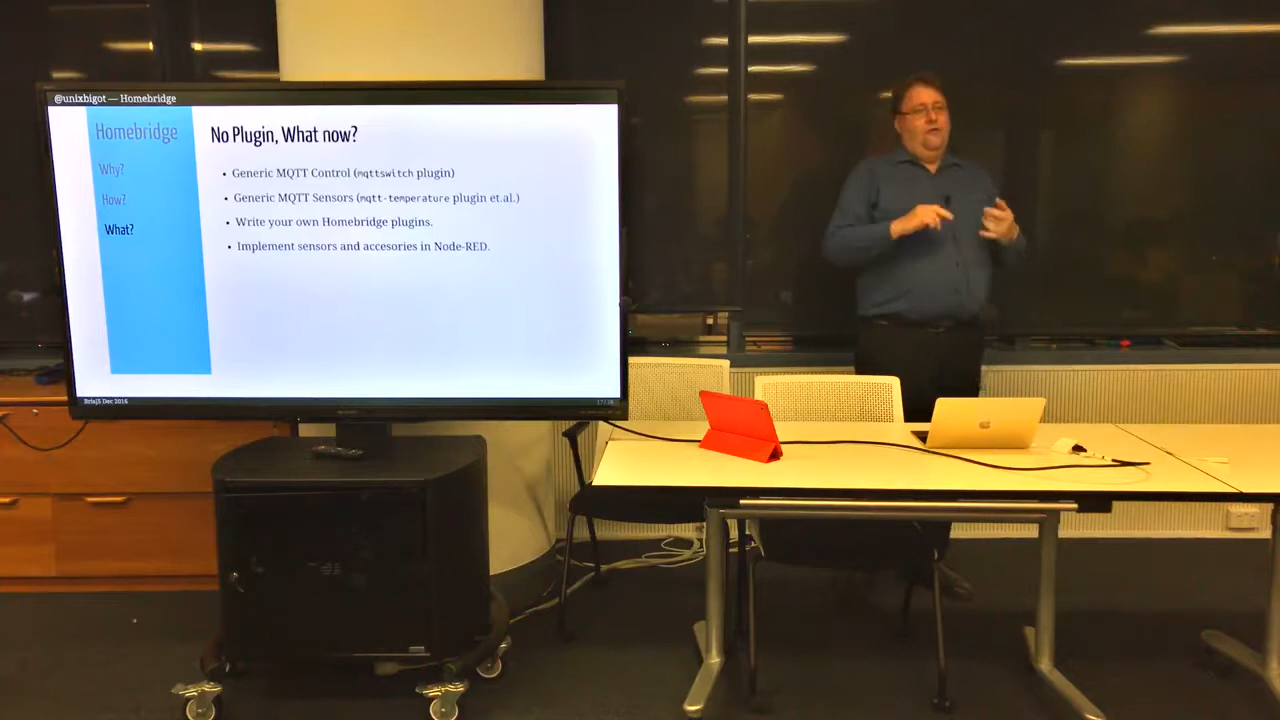 @unixbigot — Homebridge
Homebridge
Why?
How?
What?
No Plugin, What now?
• Generic MQTT Control (mqttswitch plugin)
• Generic MQTT Sensors (mqtt-temperature plugin et.al.)
• Write your own Homebridge plugins.
• Implement sensors and accesories in Node-RED.
BrisJS Dec 2016